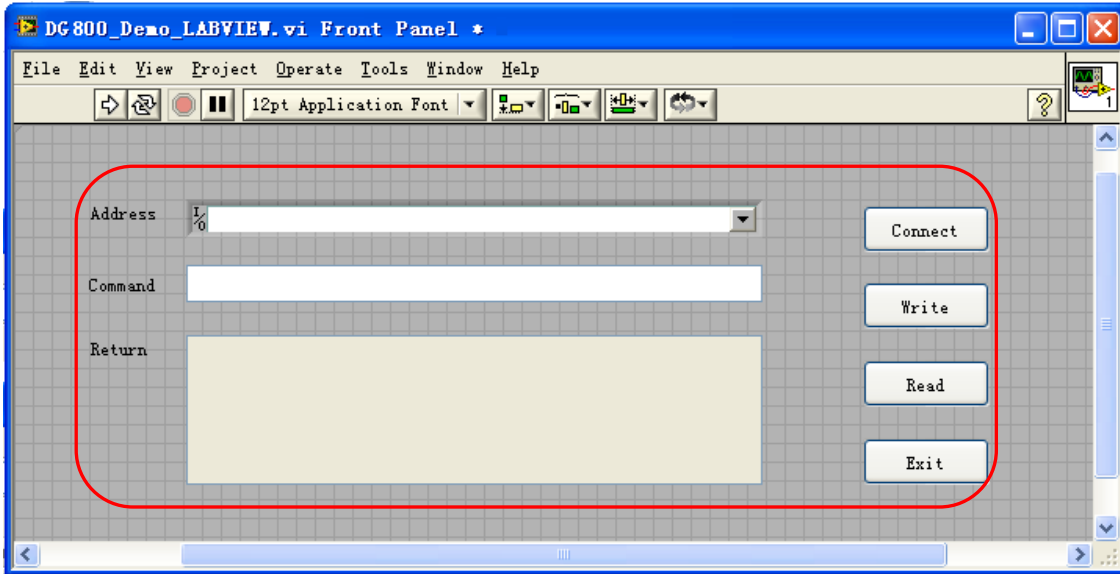 DG800_Demo_LABVIEW.vi Front Panel *
File Edit View Project Operate Tools Window Help
12pt Application Font
?
1
Address
I/O
Connect
Command
Write
Return
Read
Exit